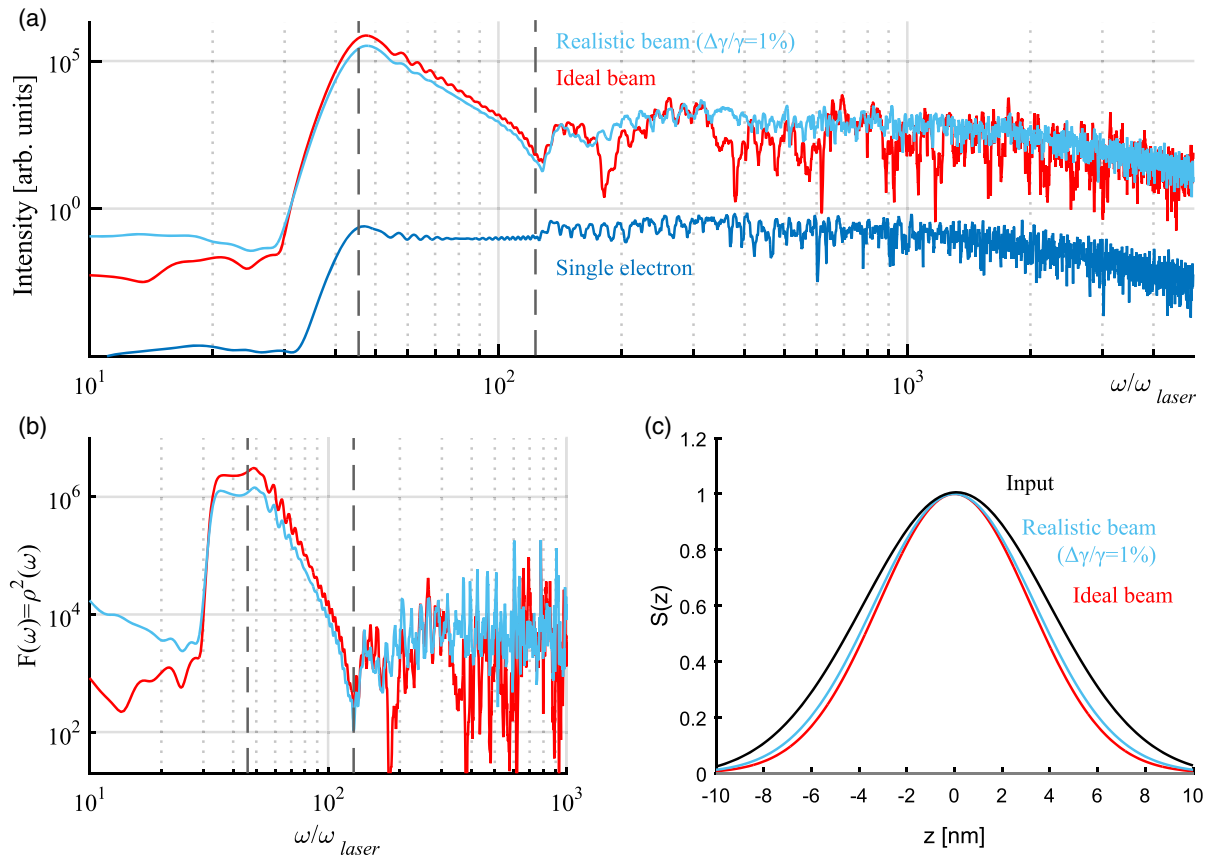 (a)
Intensity [arb. units]
10^5
10^0
Realistic beam (Δγ/γ=1%)
Ideal beam
Single electron
10^1
10^2
10^3
ω/ω_laser
(b)
F(ω)=ρ^2(ω)
10^6
10^4
10^2
10^1
10^2
10^3
ω/ω_laser
(c)
S(z)
1.2
1
0.8
0.6
0.4
0.2
0
Input
Realistic beam
(Δγ/γ=1%)
Ideal beam
-10 -8 -6 -4 -2 0 2 4 6 8 10
z [nm]